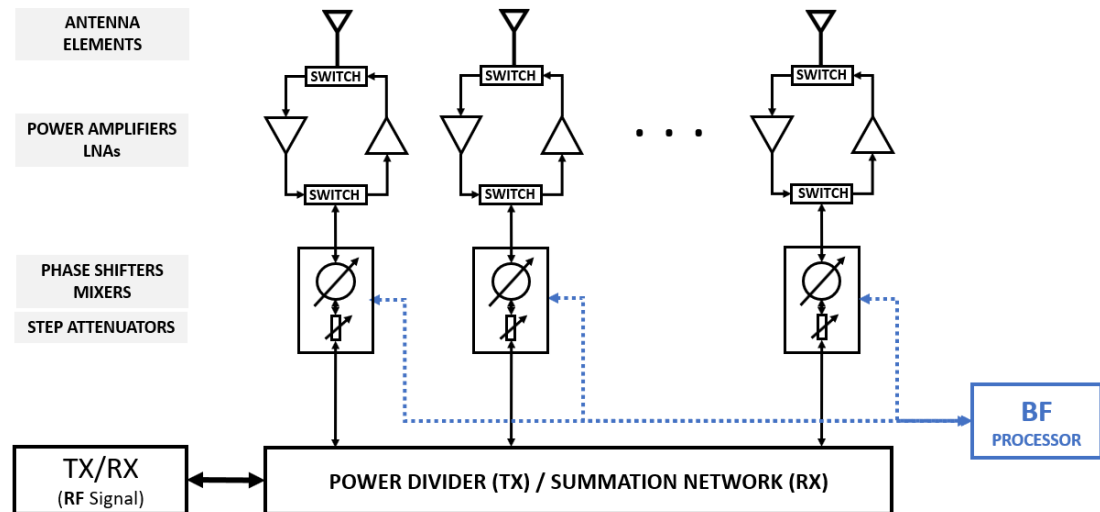 ANTENNA
ELEMENTS
SWITCH
SWITCH
SWITCH
POWER AMPLIFIERS
LNAs
. . .
SWITCH
SWITCH
SWITCH
PHASE SHIFTERS
MIXERS
STEP ATTENUATORS
BF
PROCESSOR
TX/RX
(RF Signal)
POWER DIVIDER (TX) / SUMMATION NETWORK (RX)